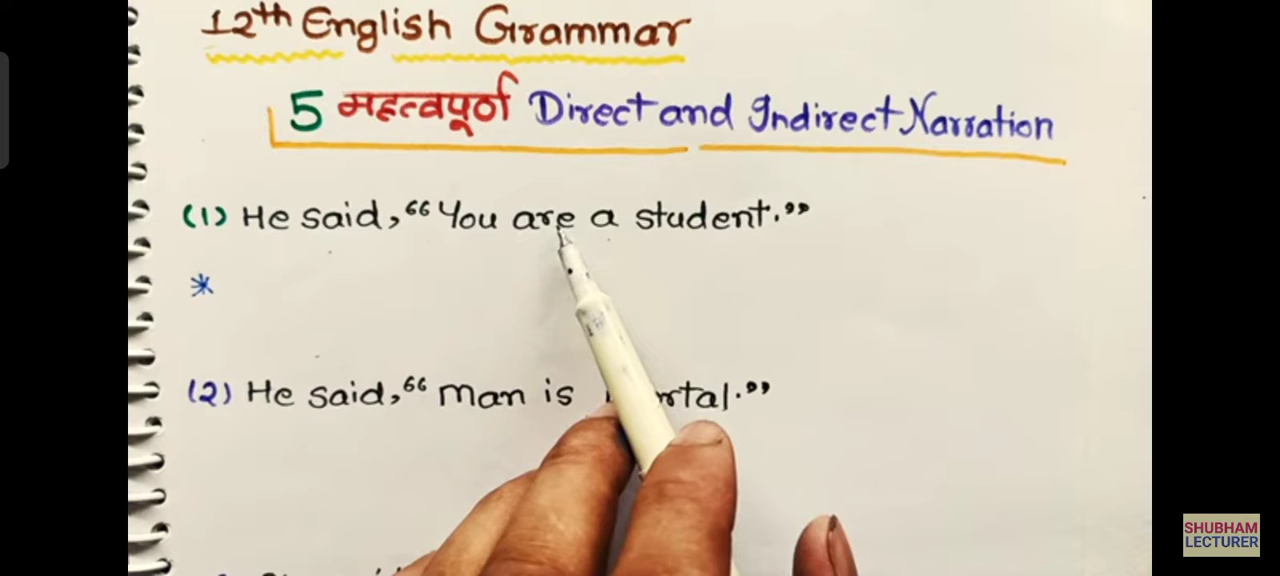 12th English Grammar
5 महत्वपूर्ण Direct and Indirect Narration
(1) He said, “You are a student.”
*
(2) He said, “Man is
SHUBHAM
LECTURER